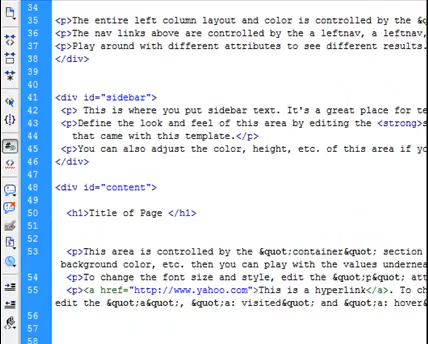 34
35 <p>The entire left column layout and color is controlled by the &q
36 <p>The nav links above are controlled by the a leftnav, a leftnav,
37 <p>Play around with different attributes to see different results.
38 </div>
39
40
41 <div id="sidebar">
42 <p> This is where you put sidebar text. It's a great place for te
43 <p>Define the look and feel of this area by editing the <strong>s
44 that came with this template.</p>
45 <p>You can also adjust the color, height, etc. of this area if yo
46 </div>
47
48 <div id="content">
49
50 <h1>Title of Page </h1>
51
52
53 <p>This area is controlled by the &quot;container&quot; section
background color, etc. then you can play with the values undernea
54 <p>To change the font size and style, edit the &quot;p&quot; att
55 <p><a href="http://www.yahoo.com">This is a hyperlink</a>. To ch
edit the &quot;a&quot;, &quot;a: visited&quot; and &quot;a: hover&
56
57
58